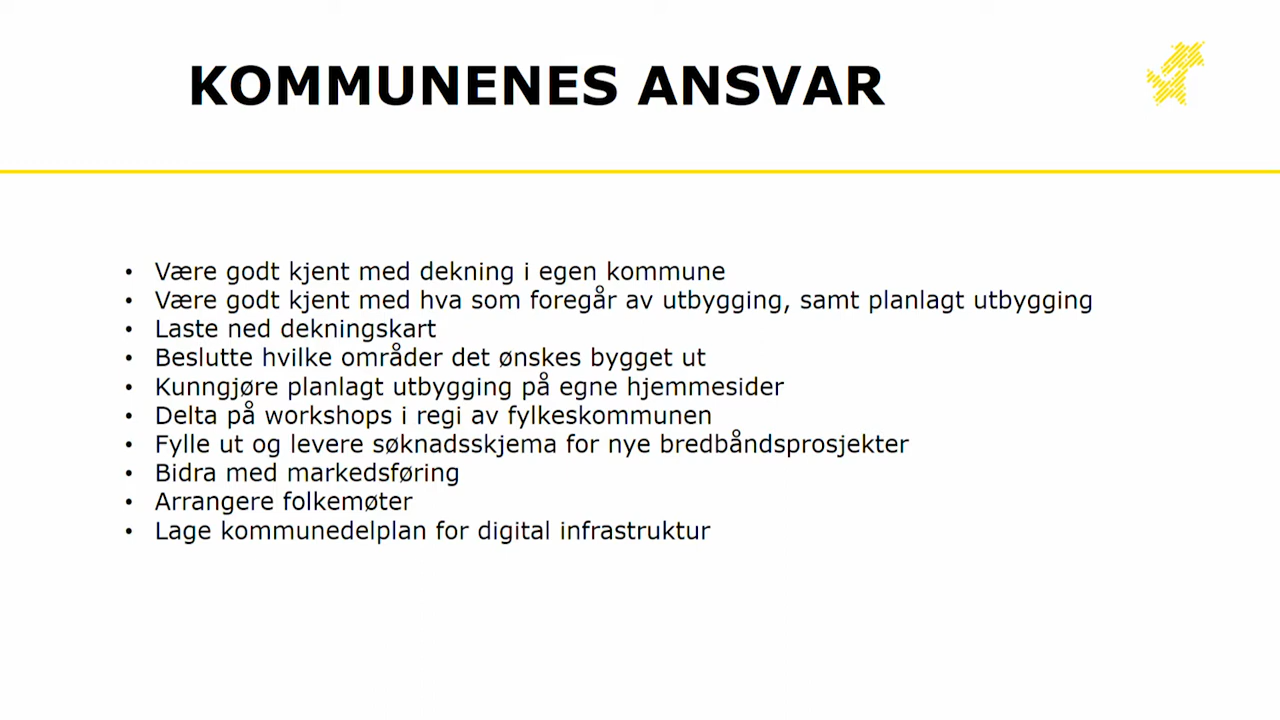 KOMMUNENES ANSVAR
• Være godt kjent med dekning i egen kommune
• Være godt kjent med hva som foregår av utbygging, samt planlagt utbygging
• Laste ned dekningskart
• Beslutte hvilke områder det ønskes bygget ut
• Kunngjøre planlagt utbygging på egne hjemmesider
• Delta på workshops i regi av fylkeskommunen
• Fylle ut og levere søknadsskjema for nye bredbåndsprosjekter
• Bidra med markedsføring
• Arrangere folkemøter
• Lage kommunedelplan for digital infrastruktur